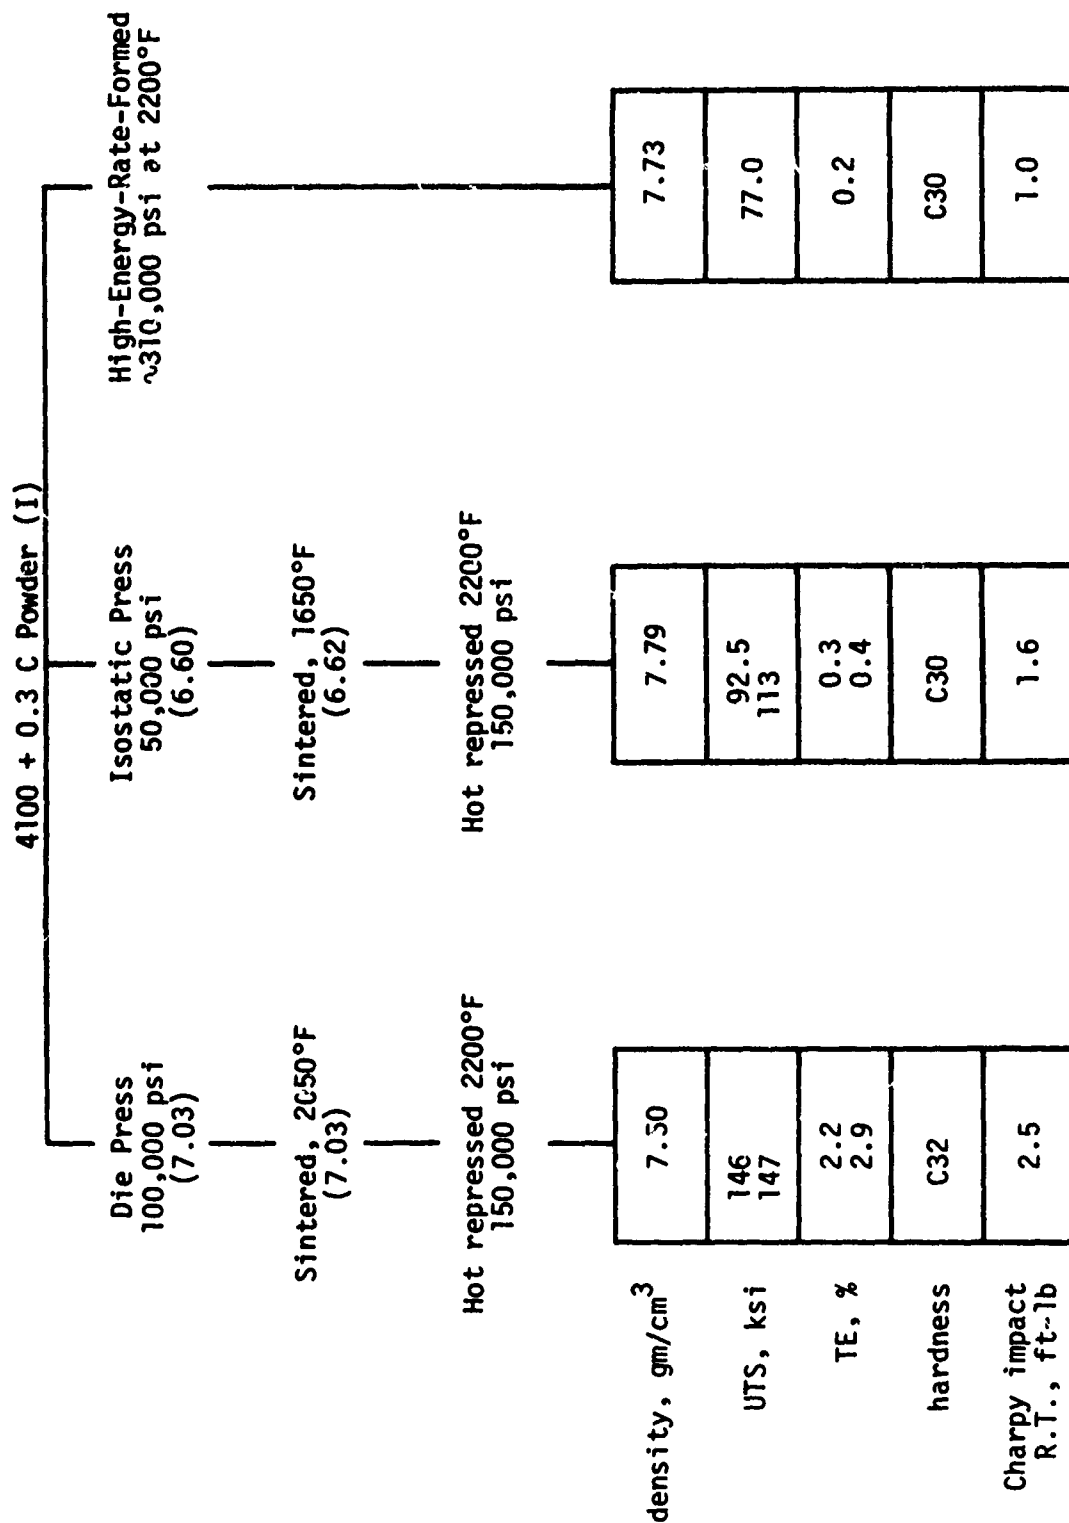 4100 + 0.3 C Powder (I)
Die Press
100,000 psi
(7.03)
Isostatic Press
50,000 psi
(6.60)
High-Energy-Rate-Formed
~310,000 psi at 2200°F
Sintered, 2050°F
(7.03)
Sintered, 1650°F
(6.62)
Hot repressed 2200°F
150,000 psi
Hot repressed 2200°F
150,000 psi
density, gm/cm³
7.79
7.73
UTS, ksi
146
147
92.5
113
77.0
TE, %
2.2
2.9
0.3
0.4
0.2
hardness
C32
C30
C30
Charpy impact
R.T., ft-lb
2.5
1.6
1.0